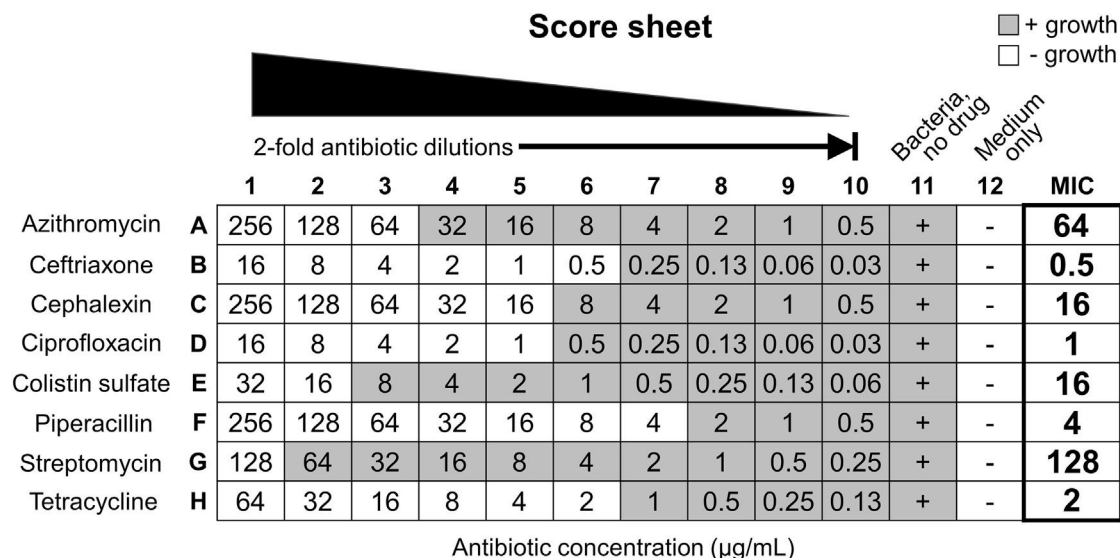 Score sheet
+ growth
- growth
2-fold antibiotic dilutions
Bacteria,
no drug
Medium
only
1 2 3 4 5 6 7 8 9 10 11 12 MIC
Azithromycin A 256 128 64 32 16 8 4 2 1 0.5 + - 64
Ceftriaxone B 16 8 4 2 1 0.5 0.25 0.13 0.06 0.03 + - 0.5
Cephalexin C 256 128 64 32 16 8 4 2 1 0.5 + - 16
Ciprofloxacin D 16 8 4 2 1 0.5 0.25 0.13 0.06 0.03 + - 1
Colistin sulfate E 32 16 8 4 2 1 0.5 0.25 0.13 0.06 + - 16
Piperacillin F 256 128 64 32 16 8 4 2 1 0.5 + - 4
Streptomycin G 128 64 32 16 8 4 2 1 0.5 0.25 + - 128
Tetracycline H 64 32 16 8 4 2 1 0.5 0.25 0.13 + - 2
Antibiotic concentration (µg/mL)